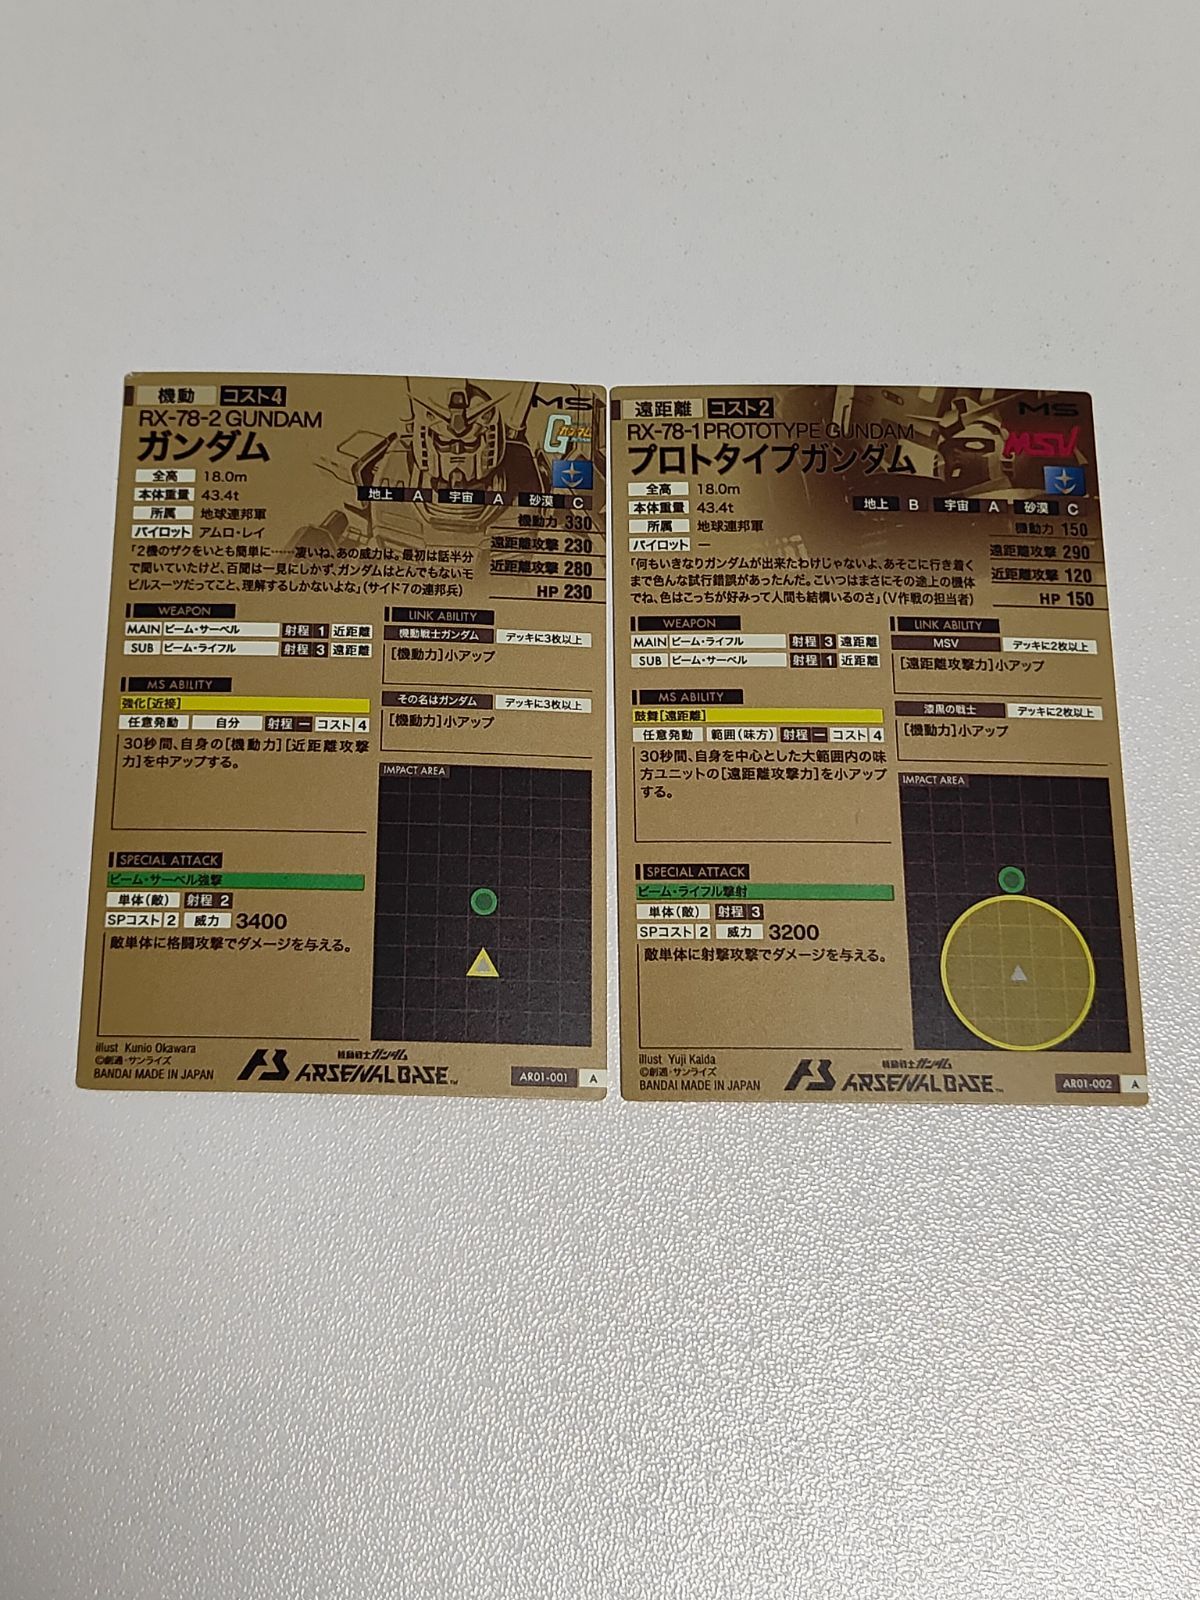 機動 コスト4 MS
RX-78-2 GUNDAM
ガンダム
全高 18.0m
本体重量 43.4t
地上 A 宇宙 A 砂漠 C
所属 地球連邦軍
パイロット アムロ・レイ
機動力 330
遠距離攻撃 230
近距離攻撃 280
HP 230
「2機のザクをいとも簡単に……凄いね、あの威力は。最初は話半分
で聞いていたけど、百聞は一見にしかず、ガンダムはとんでもないモ
ビルスーツだってこと、理解するしかないよな」(サイド7の連邦兵)
WEAPON
MAIN ビーム・サーベル 射程 1 近距離
SUB ビーム・ライフル 射程 3 遠距離
LINK ABILITY
機動戦士ガンダム デッキに3枚以上
[機動力]小アップ
その名はガンダム デッキに3枚以上
[機動力]小アップ
MS ABILITY
強化[近接]
任意発動 自分 射程 ー コスト 4
30秒間、自身の[機動力][近距離攻撃
力]を中アップする。
IMPACT AREA
SPECIAL ATTACK
ビーム・サーベル強撃
単体(敵) 射程 2
SPコスト 2 威力 3400
敵単体に格闘攻撃でダメージを与える。
illust Kunio Okawara
©創通・サンライズ
BANDAI MADE IN JAPAN
機動戦士ガンダム
ARSENAL BASE™
AR01-001 A
遠距離 コスト2 MS
RX-78-1 PROTOTYPE GUNDAM
MSV
プロトタイプガンダム
全高 18.0m
本体重量 43.4t
地上 B 宇宙 A 砂漠 C
所属 地球連邦軍
パイロット ー
機動力 150
遠距離攻撃 290
近距離攻撃 120
HP 150
「何もいきなりガンダムが出来たわけじゃないよ、あそこに行き着く
まで色んな試行錯誤があったんだ。こいつはまさにその途上の機体
でね、色はこっちが好みって人間も結構いるのさ」(V作戦の担当者)
WEAPON
MAIN ビーム・ライフル 射程 3 遠距離
SUB ビーム・サーベル 射程 1 近距離
LINK ABILITY
MSV デッキに2枚以上
[遠距離攻撃力]小アップ
漆黒の戦士 デッキに2枚以上
[機動力]小アップ
MS ABILITY
鼓舞[遠距離]
任意発動 範囲(味方) 射程 ー コスト 4
30秒間、自身を中心とした大範囲内の味
方ユニットの[遠距離攻撃力]を小アップ
する。
IMPACT AREA
SPECIAL ATTACK
ビーム・ライフル撃射
単体(敵) 射程 3
SPコスト 2 威力 3200
敵単体に射撃攻撃でダメージを与える。
illust Yuji Kaida
©創通・サンライズ
BANDAI MADE IN JAPAN
機動戦士ガンダム
ARSENAL BASE™
AR01-002 A